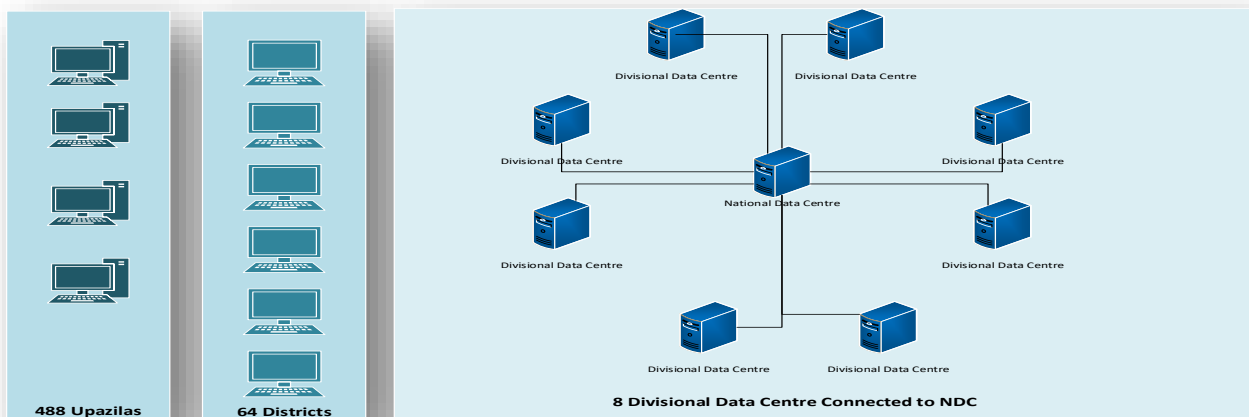 Divisional Data Centre
Divisional Data Centre
Divisional Data Centre
Divisional Data Centre
National Data Centre
Divisional Data Centre
Divisional Data Centre
Divisional Data Centre
Divisional Data Centre
488 Upazilas
64 Districts
8 Divisional Data Centre Connected to NDC